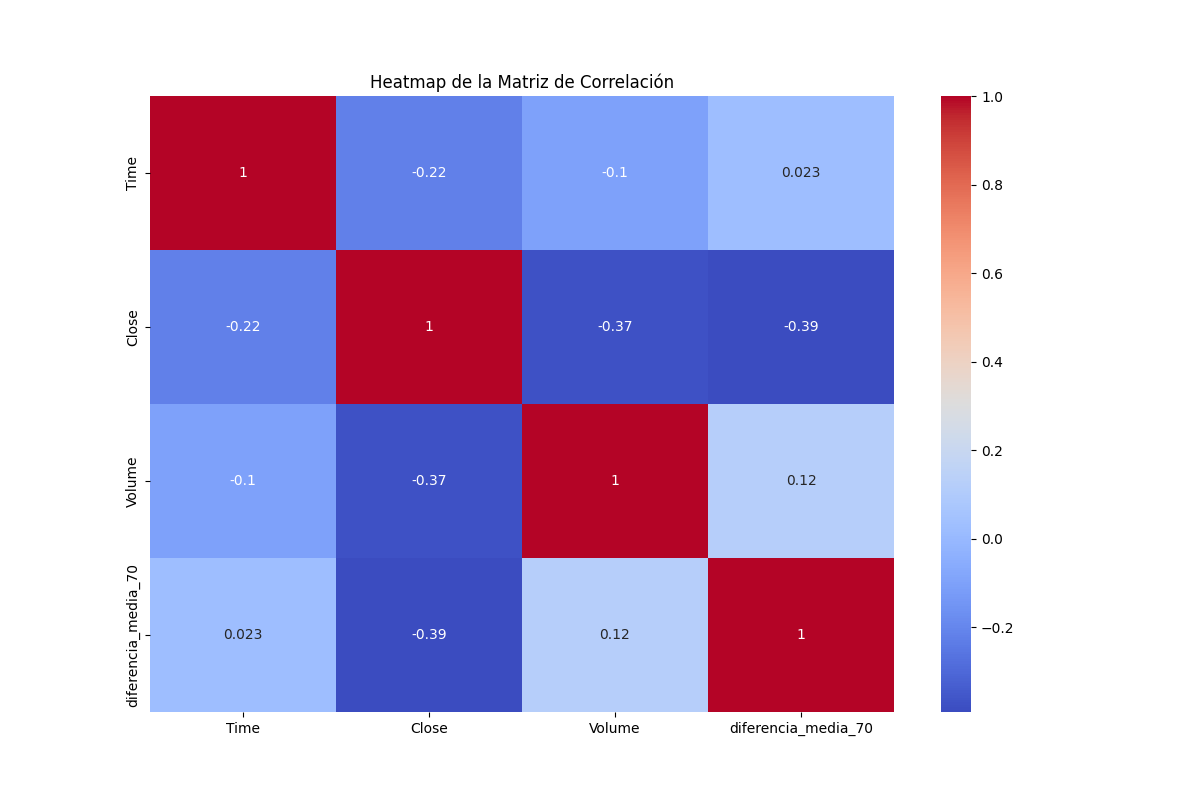 Heatmap de la Matriz de Correlación
Time 1 -0.22 -0.1 0.023
Close -0.22 1 -0.37 -0.39
Volume -0.1 -0.37 1 0.12
diferencia_media_70 0.023 -0.39 0.12 1
Time Close Volume diferencia_media_70
1.0
0.8
0.6
0.4
0.2
0.0
−0.2